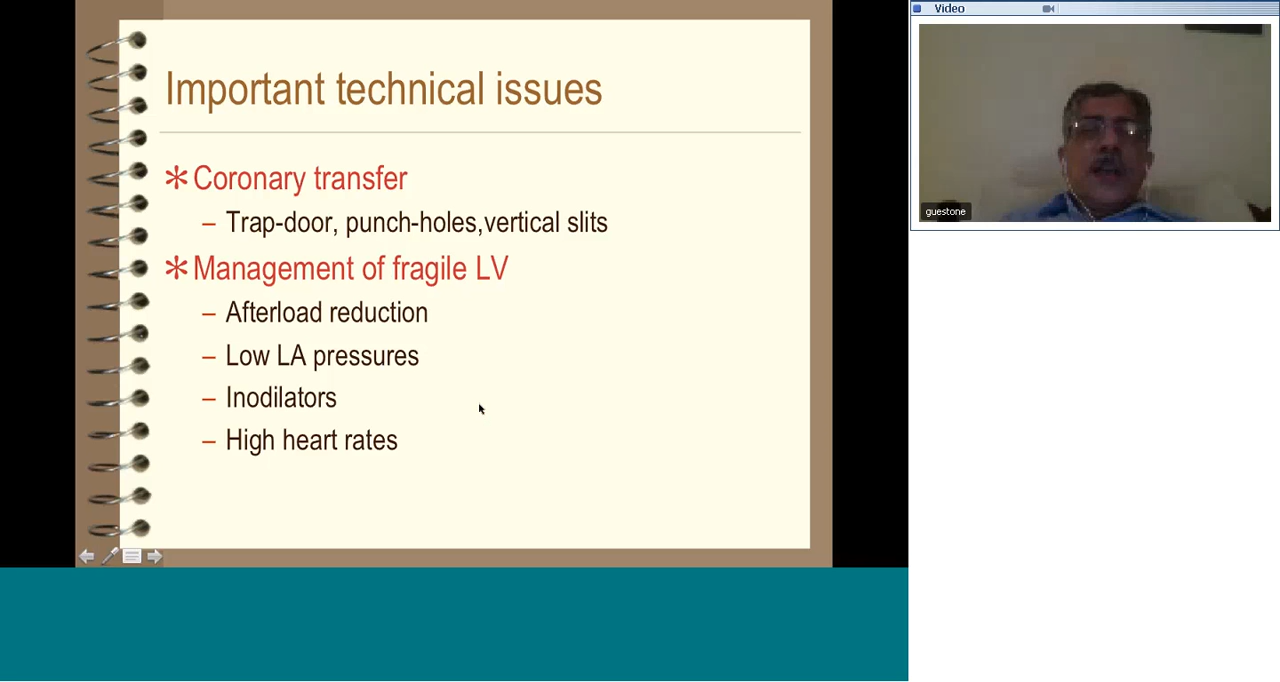 Important technical issues
✻ Coronary transfer
– Trap-door, punch-holes,vertical slits
✻ Management of fragile LV
– Afterload reduction
– Low LA pressures
– Inodilators
– High heart rates
Video
guestone